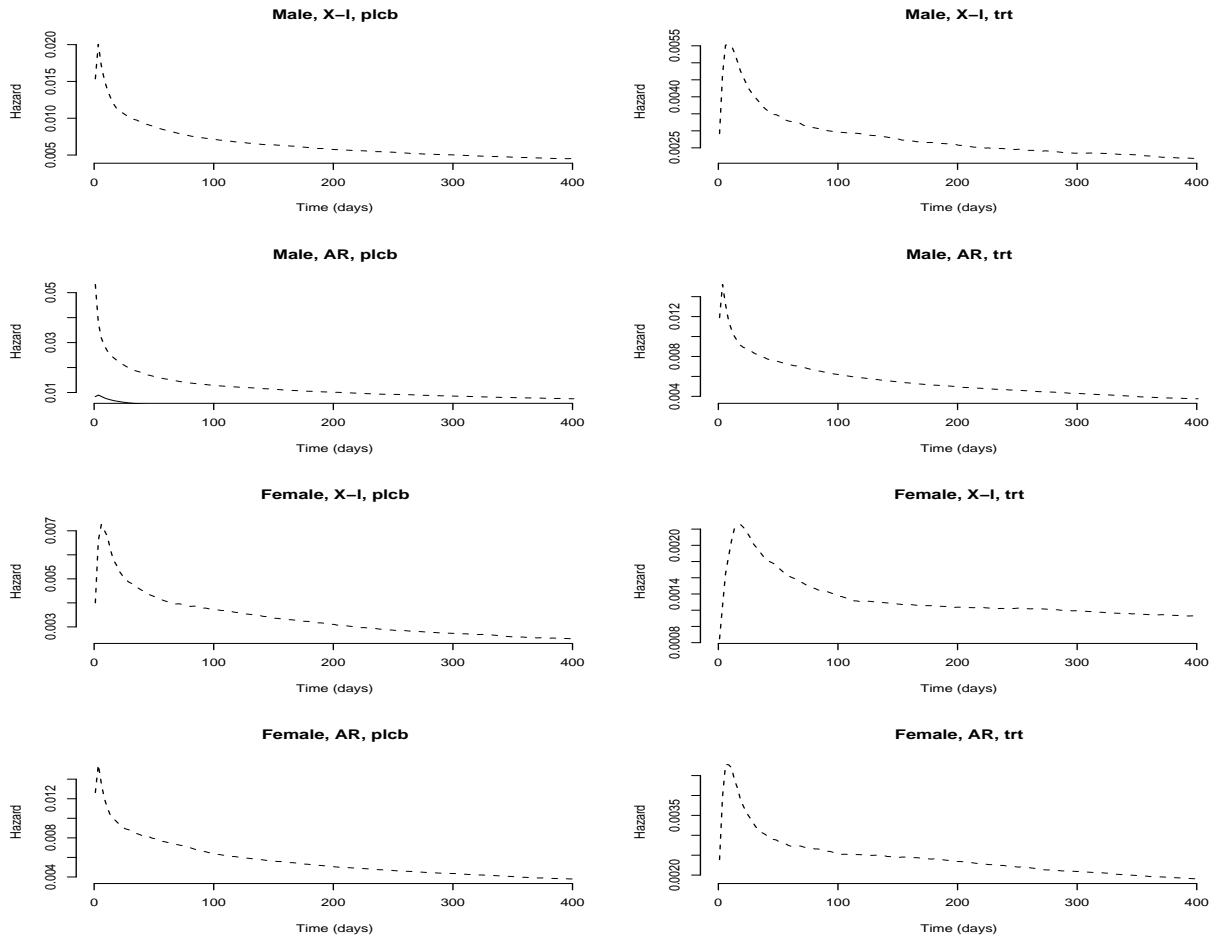 Male, X−I, plcb
Hazard
0.005 0.010 0.015 0.020
0 100 200 300 400
Time (days)
Male, X−I, trt
Hazard
0.0025 0.0040 0.0055
0 100 200 300 400
Time (days)
Male, AR, plcb
Hazard
0.01 0.03 0.05
0 100 200 300 400
Time (days)
Male, AR, trt
Hazard
0.004 0.008 0.012
0 100 200 300 400
Time (days)
Female, X−I, plcb
Hazard
0.003 0.005 0.007
0 100 200 300 400
Time (days)
Female, X−I, trt
Hazard
0.0008 0.0014 0.0020
0 100 200 300 400
Time (days)
Female, AR, plcb
Hazard
0.004 0.008 0.012
0 100 200 300 400
Time (days)
Female, AR, trt
Hazard
0.0020 0.0035
0 100 200 300 400
Time (days)